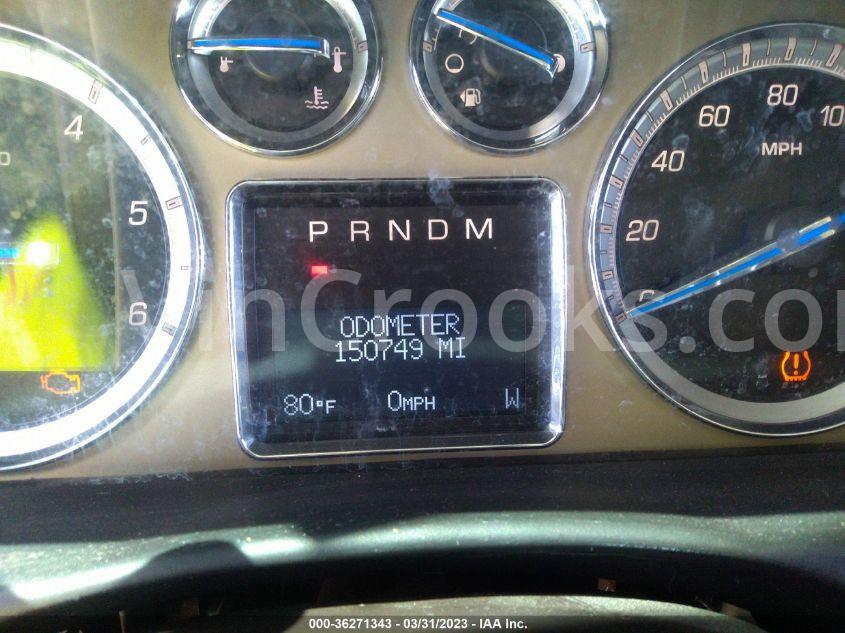 4
5
6
20
40
60
80
10
MPH
P R N D M
ODOMETER
150749 MI
80°F 0MPH W
VinCrooks.com
000-36271343 - 03/31/2023 - IAA Inc.